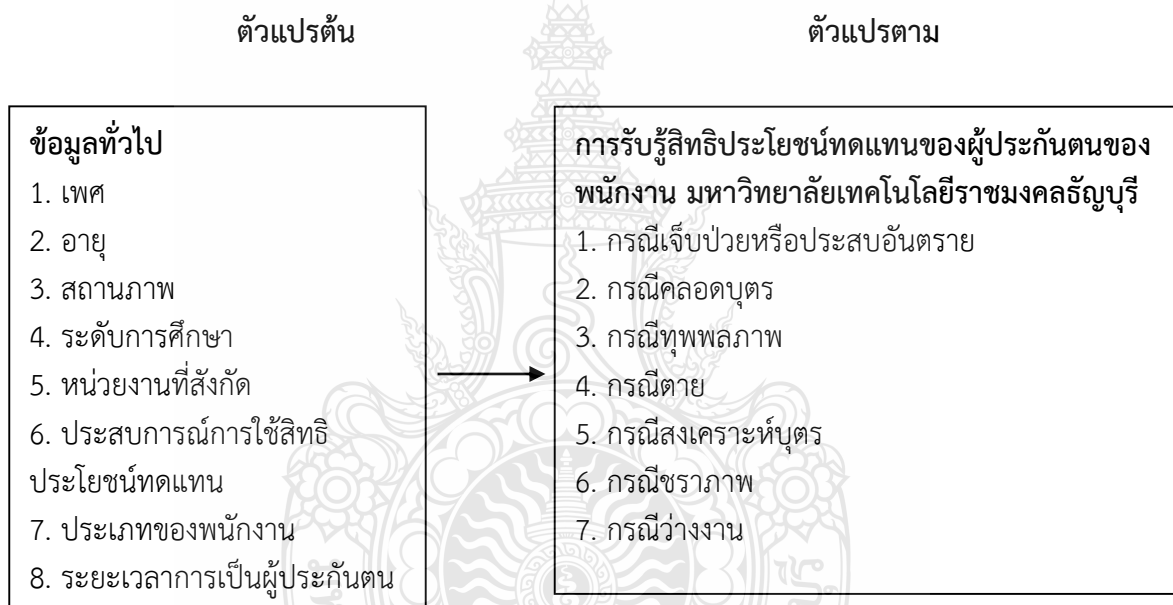 ตัวแปรต้น
ตัวแปรตาม
ข้อมูลทั่วไป
1. เพศ
2. อายุ
3. สถานภาพ
4. ระดับการศึกษา
5. หน่วยงานที่สังกัด
6. ประสบการณ์การใช้สิทธิ
ประโยชน์ทดแทน
7. ประเภทของพนักงาน
8. ระยะเวลาการเป็นผู้ประกันตน
การรับรู้สิทธิประโยชน์ทดแทนของผู้ประกันตนของ
พนักงาน มหาวิทยาลัยเทคโนโลยีราชมงคลธัญบุรี
1. กรณีเจ็บป่วยหรือประสบอันตราย
2. กรณีคลอดบุตร
3. กรณีทุพพลภาพ
4. กรณีตาย
5. กรณีสงเคราะห์บุตร
6. กรณีชราภาพ
7. กรณีว่างงาน